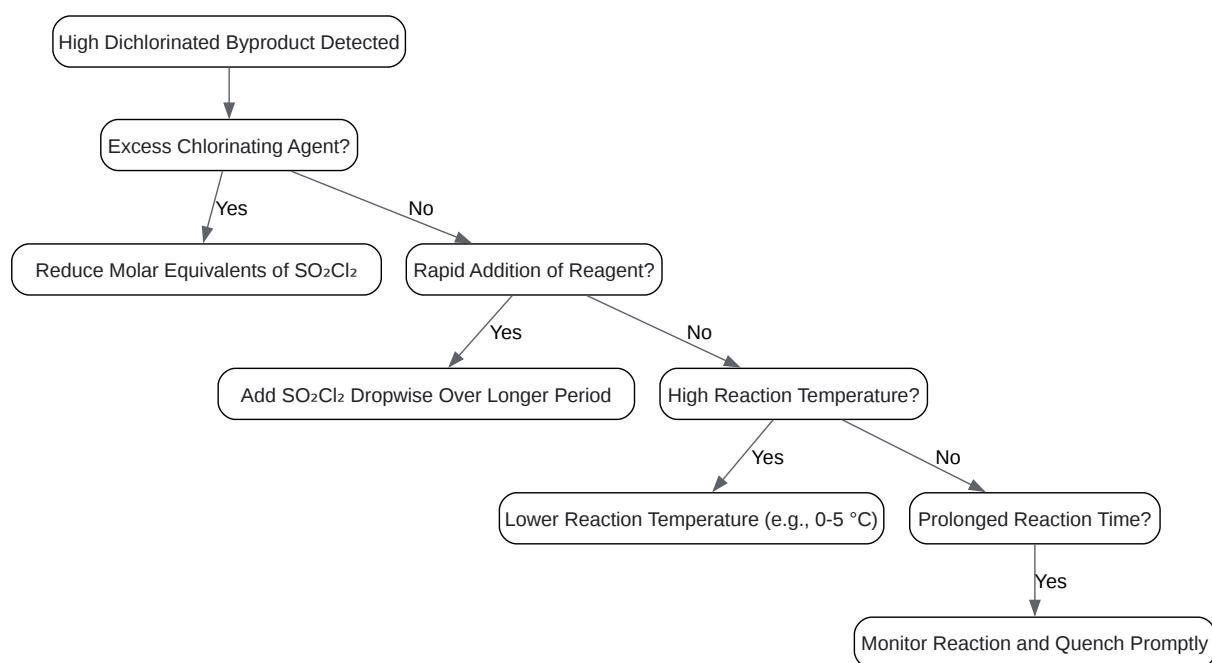 High Dichlorinated Byproduct Detected
Excess Chlorinating Agent?
Yes
No
Reduce Molar Equivalents of SO₂Cl₂
Rapid Addition of Reagent?
Yes
No
Add SO₂Cl₂ Dropwise Over Longer Period
High Reaction Temperature?
Yes
No
Lower Reaction Temperature (e.g., 0-5 °C)
Prolonged Reaction Time?
Yes
Monitor Reaction and Quench Promptly